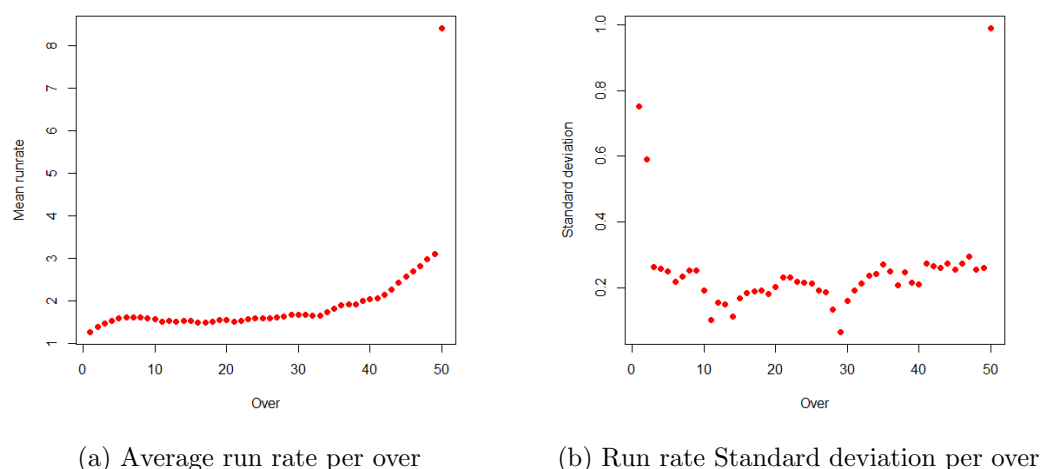 Mean runrate
8
7
6
5
4
3
2
1
0 10 20 30 40 50
Over
(a) Average run rate per over
Standard deviation
1.0
0.8
0.6
0.4
0.2
0 10 20 30 40 50
Over
(b) Run rate Standard deviation per over